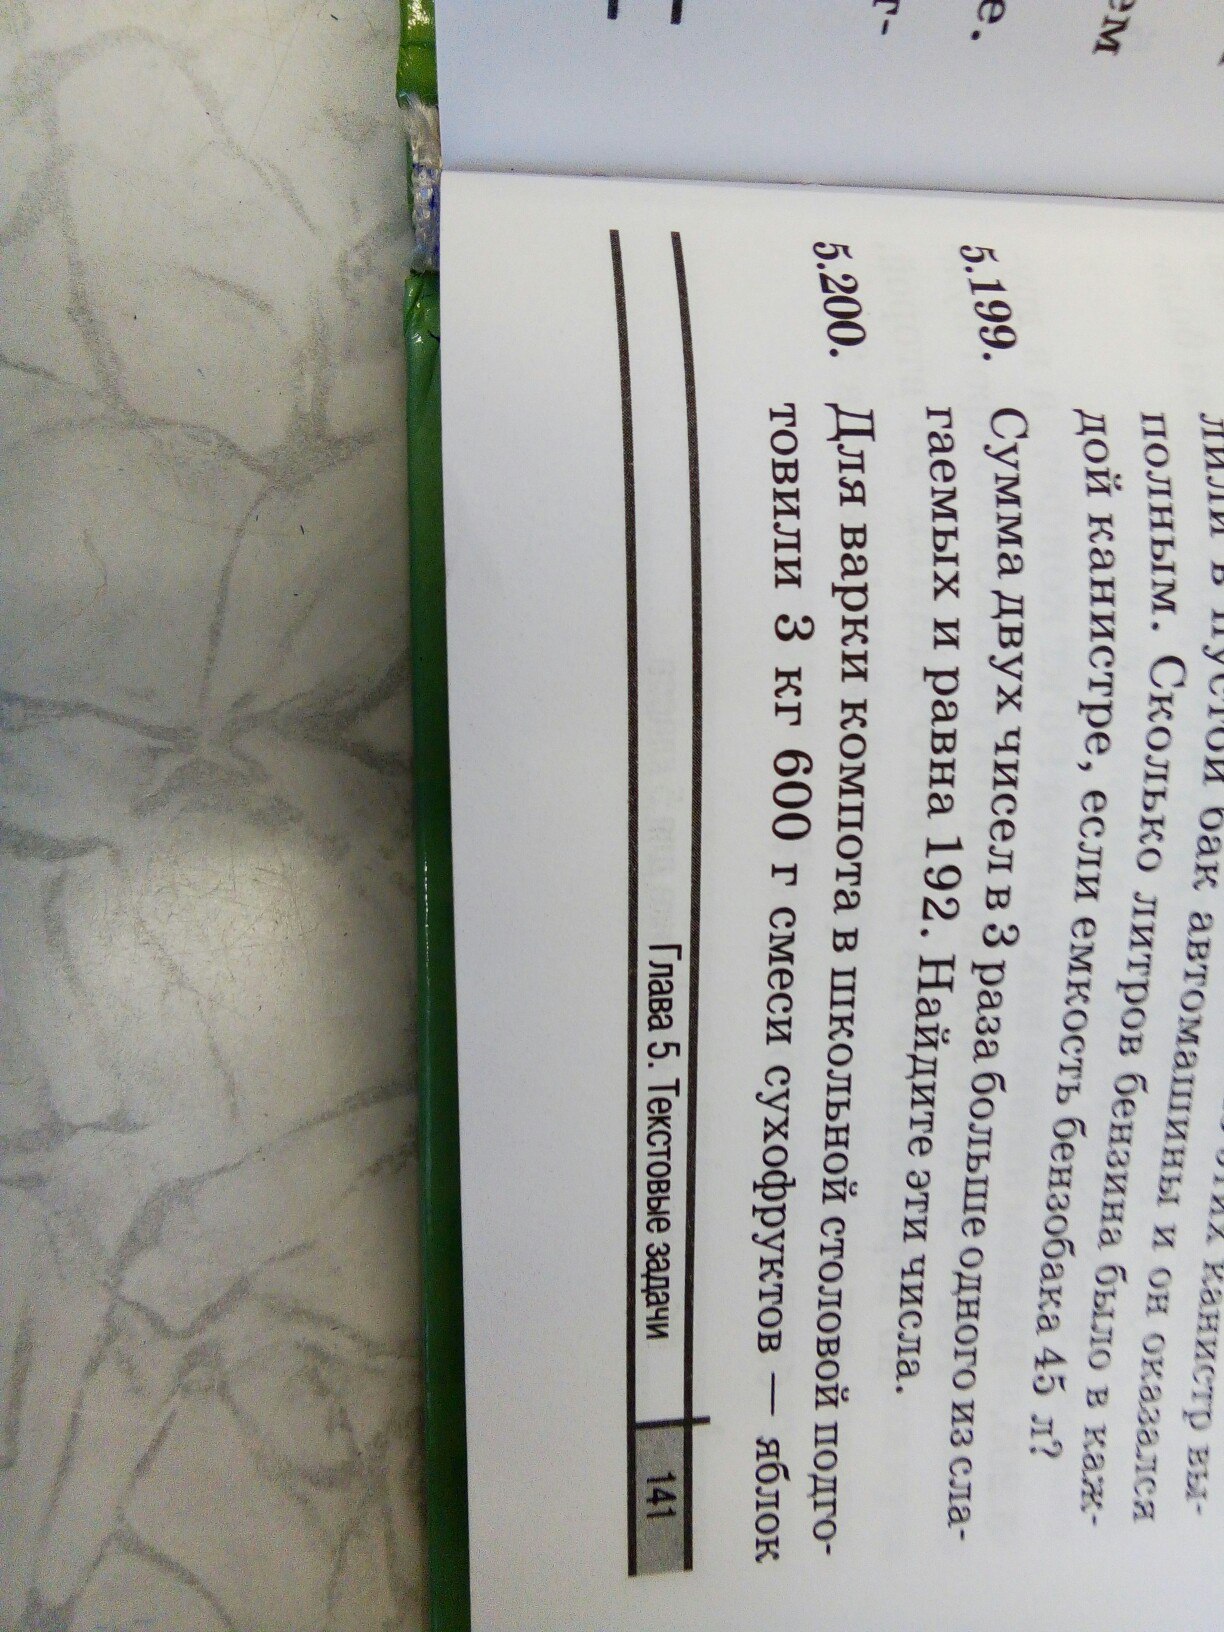 ем
е.
т-
полным. Сколько литров бензина было в каж-
дой канистре, если емкость бензобака 45 л?
5.199. Сумма двух чисел в 3 раза больше одного из сла-
гаемых и равна 192. Найдите эти числа.
5.200. Для варки компота в школьной столовой подго-
товили 3 кг 600 г смеси сухофруктов — яблок
Глава 5. Текстовые задачи 141